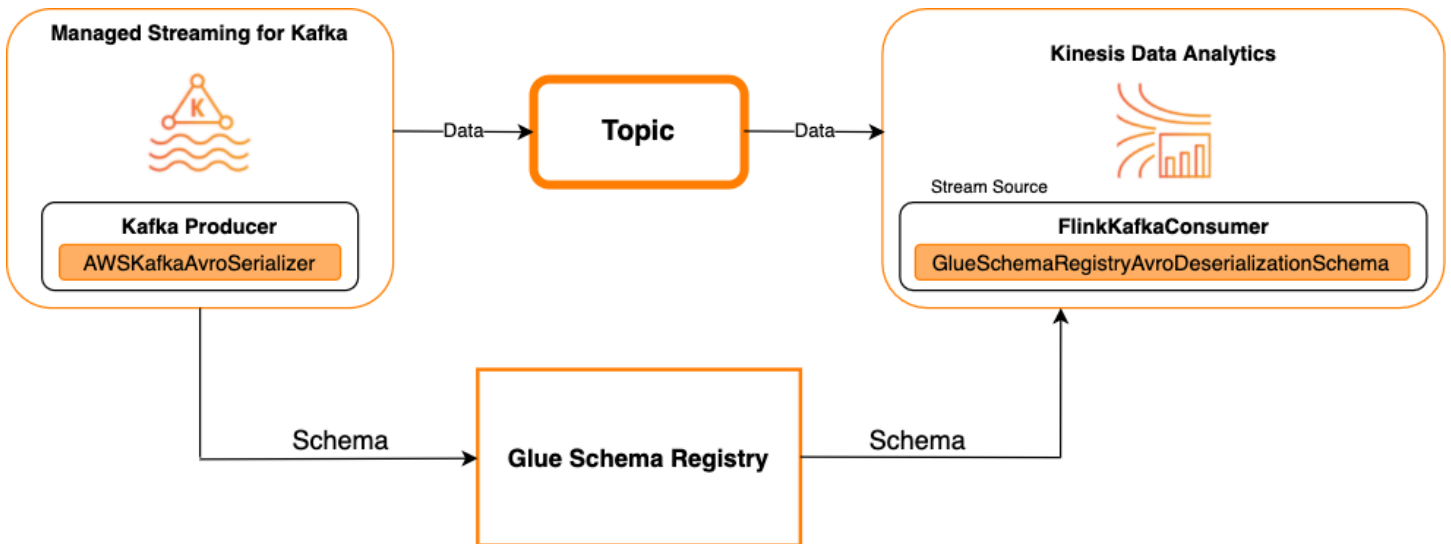 Managed Streaming for Kafka
K
Kafka Producer
AWSKafkaAvroSerializer
Data
Topic
Data
Kinesis Data Analytics
Stream Source
FlinkKafkaConsumer
GlueSchemaRegistryAvroDeserializationSchema
Schema
Glue Schema Registry
Schema